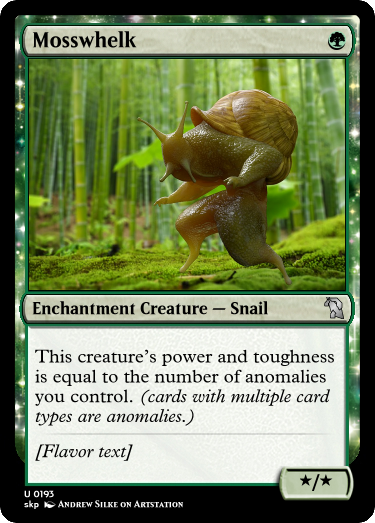 Mosswhelk
Enchantment Creature — Snail
This creature's power and toughness
is equal to the number of anomalies
you control. (cards with multiple card
types are anomalies.)
[Flavor text]
★/★
U 0193
skp Andrew Silke on Artstation